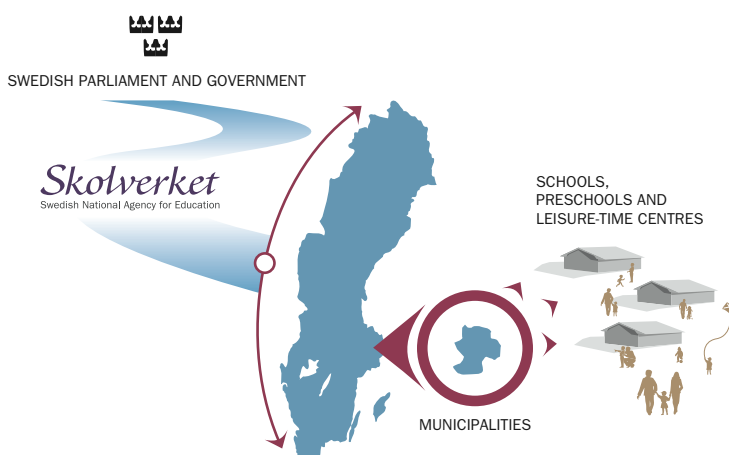 SWEDISH PARLIAMENT AND GOVERNMENT
Skolverket
Swedish National Agency for Education
SCHOOLS,
PRESCHOOLS AND
LEISURE-TIME CENTRES
MUNICIPALITIES